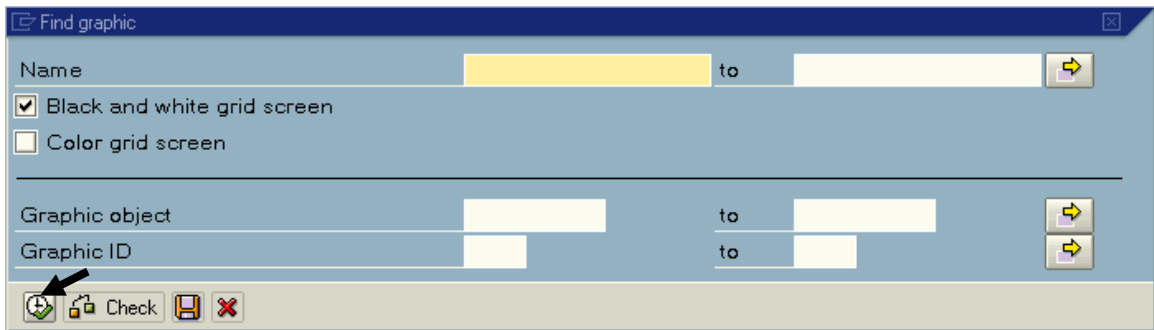 Find graphic
Name to
Black and white grid screen
Color grid screen
Graphic object to
Graphic ID to
Check